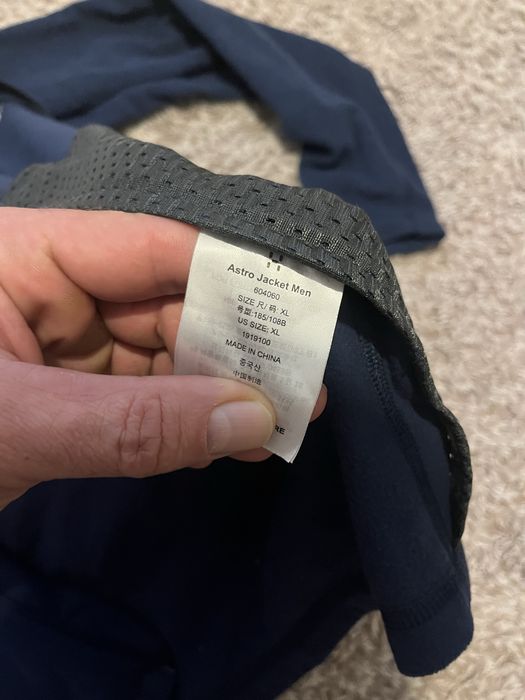 Astro Jacket Men
604060
SIZE 尺/ 码: XL
号型:185/108B
US SIZE; XL
1919100
MADE IN CHINA
중국산
中国制造
RE